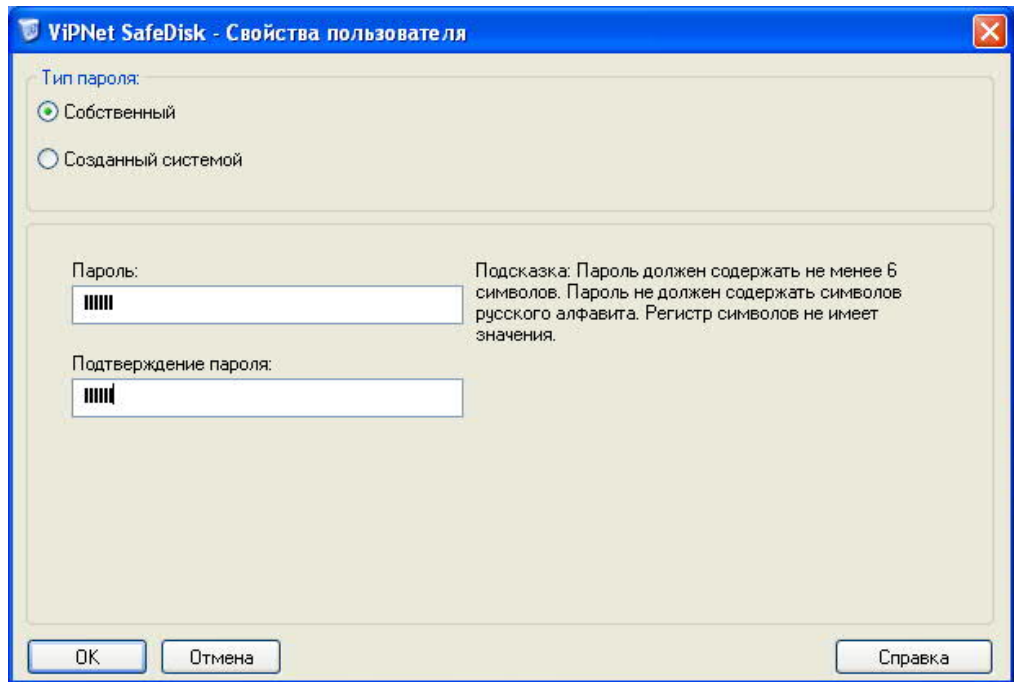 ViPNet SafeDisk - Свойства пользователя
Тип пароля:
Собственный
Созданный системой
Пароль:
Подсказка: Пароль должен содержать не менее 6
символов. Пароль не должен содержать символов
русского алфавита. Регистр символов не имеет
значения.
Подтверждение пароля:
OK
Отмена
Справка